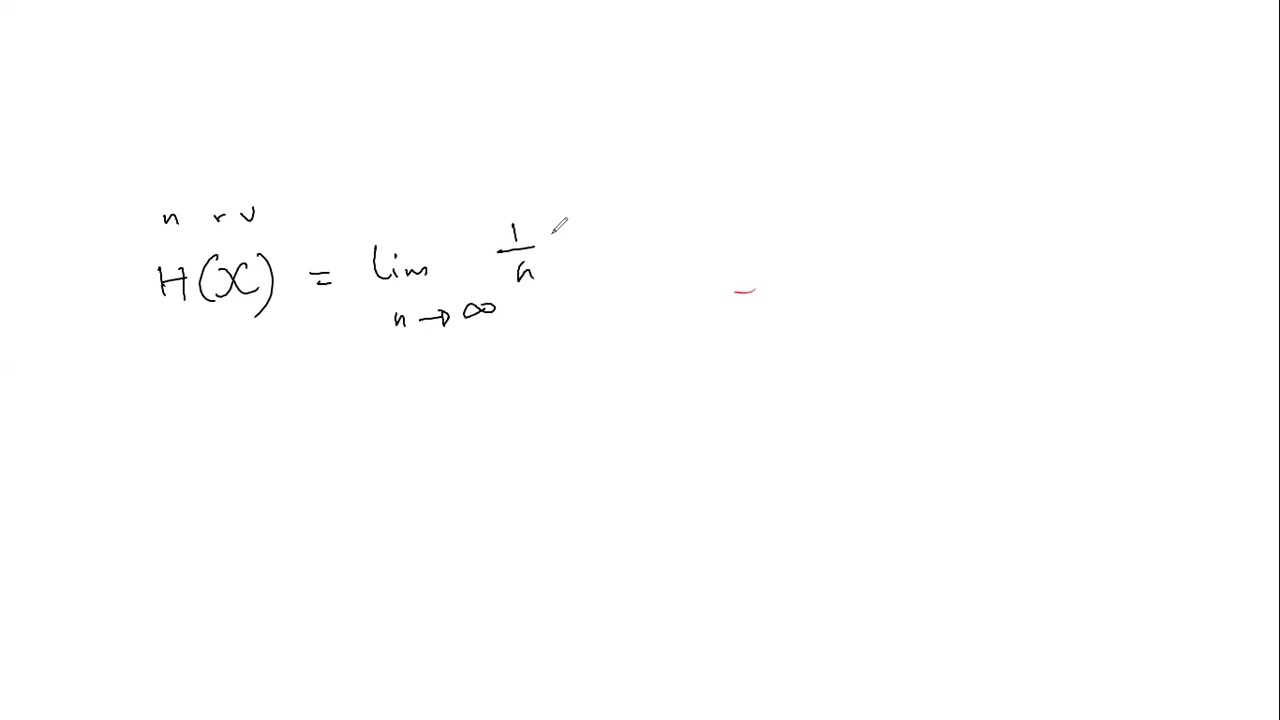 n r v
H(X) = lim 1/n
n → ∞